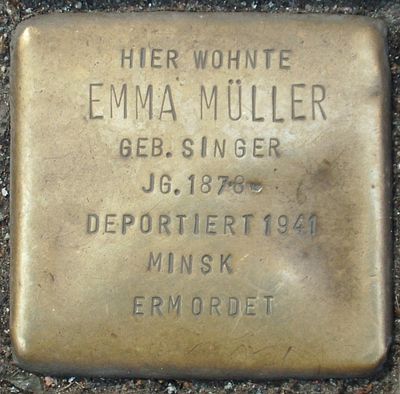 HIER WOHNTE
EMMA MÜLLER
GEB. SINGER
JG. 1878
DEPORTIERT 1941
MINSK
ERMORDET